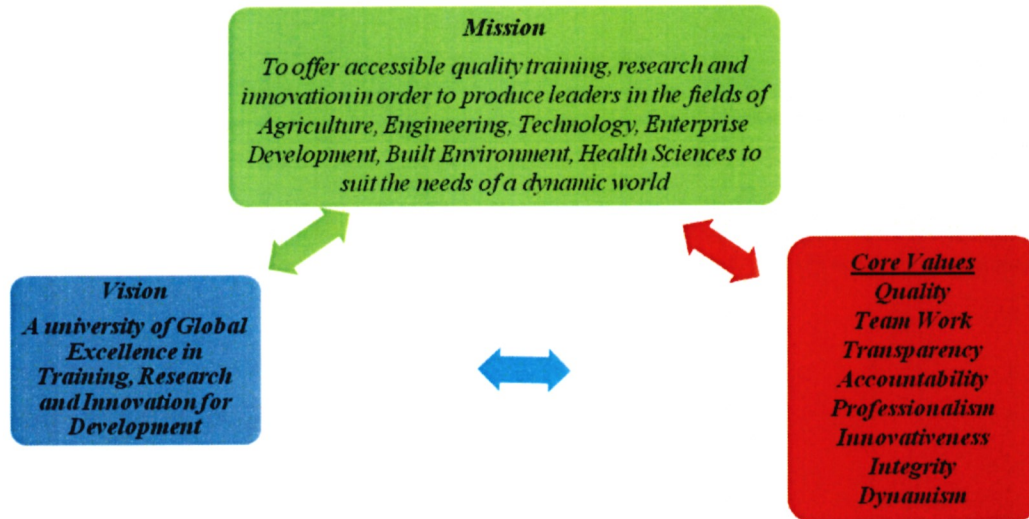 Mission
To offer accessible quality training, research and
innovation in order to produce leaders in the fields of
Agriculture, Engineering, Technology, Enterprise
Development, Built Environment, Health Sciences to
suit the needs of a dynamic world
Vision
A university of Global
Excellence in
Training, Research
and Innovation for
Development
Core Values
Quality
Team Work
Transparency
Accountability
Professionalism
Innovativeness
Integrity
Dynamism